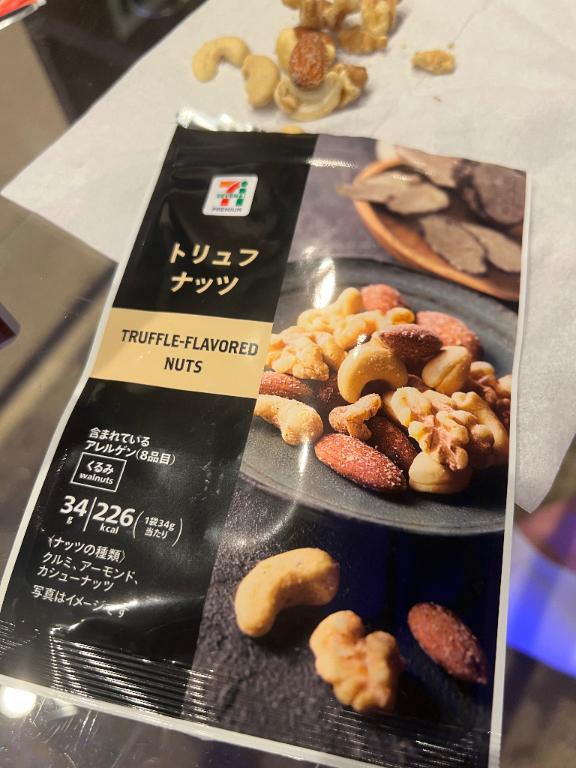 7
SEVEN&i
PREMIUM
トリュフ
ナッツ
TRUFFLE-FLAVORED
NUTS
含まれている
アレルゲン(8品目)
くるみ
walnuts
34g 226kcal (1袋34g当たり)
〈ナッツの種類〉
クルミ、アーモンド、
カシューナッツ
写真はイメージです